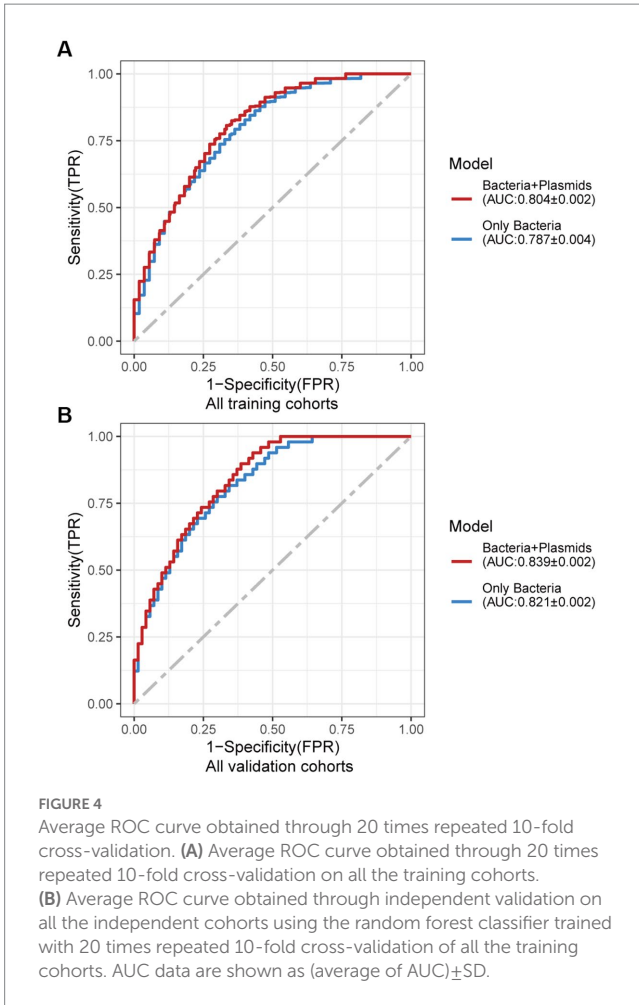 A
1.00
0.75
0.50
0.25
0.00
Sensitivity(TPR)
0.00 0.25 0.50 0.75 1.00
1−Specificity(FPR)
All training cohorts
Model
Bacteria+Plasmids
(AUC:0.804±0.002)
Only Bacteria
(AUC:0.787±0.004)
B
1.00
0.75
0.50
0.25
0.00
Sensitivity(TPR)
0.00 0.25 0.50 0.75 1.00
1−Specificity(FPR)
All validation cohorts
Model
Bacteria+Plasmids
(AUC:0.839±0.002)
Only Bacteria
(AUC:0.821±0.002)
FIGURE 4
Average ROC curve obtained through 20 times repeated 10-fold
cross-validation. (A) Average ROC curve obtained through 20 times
repeated 10-fold cross-validation on all the training cohorts.
(B) Average ROC curve obtained through independent validation on
all the independent cohorts using the random forest classifier trained
with 20 times repeated 10-fold cross-validation of all the training
cohorts. AUC data are shown as (average of AUC)±SD.